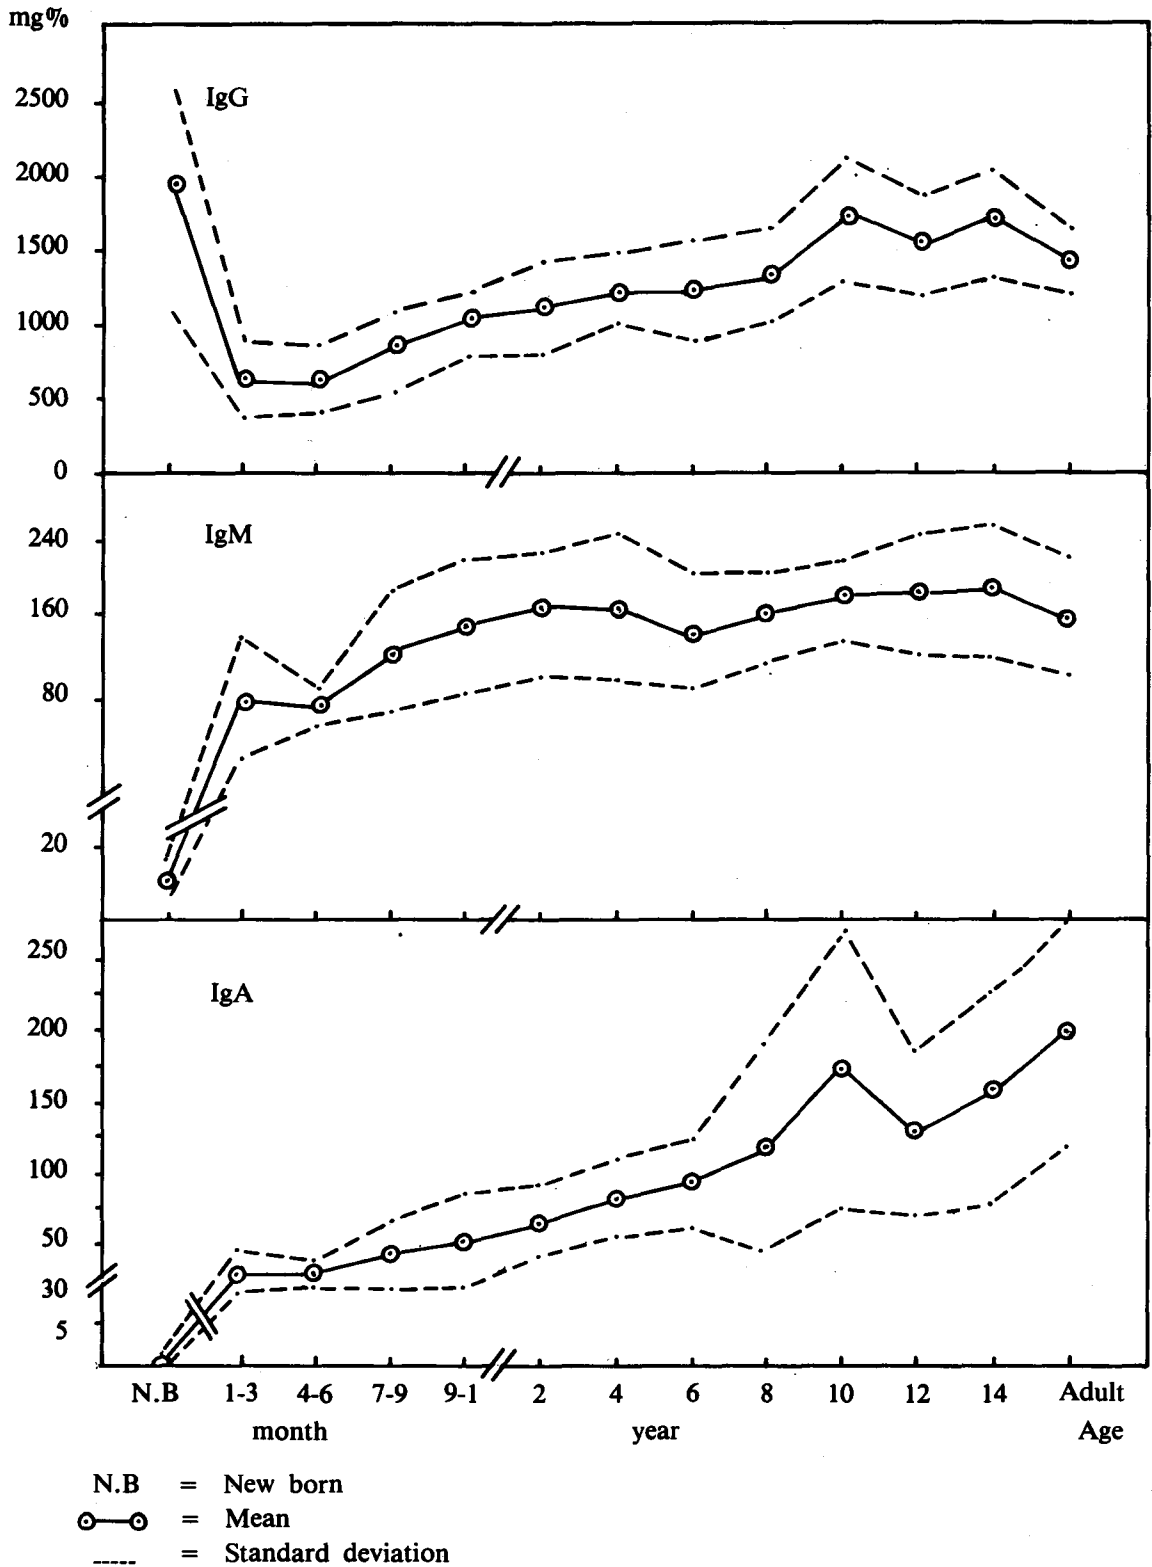 mg%
IgG
2500
2000
1500
1000
500
0
IgM
240
160
80
20
IgA
250
200
150
100
50
30
5
N.B 1-3 4-6 7-9 9-1 2 4 6 8 10 12 14 Adult
month year Age
N.B = New born
= Mean
= Standard deviation